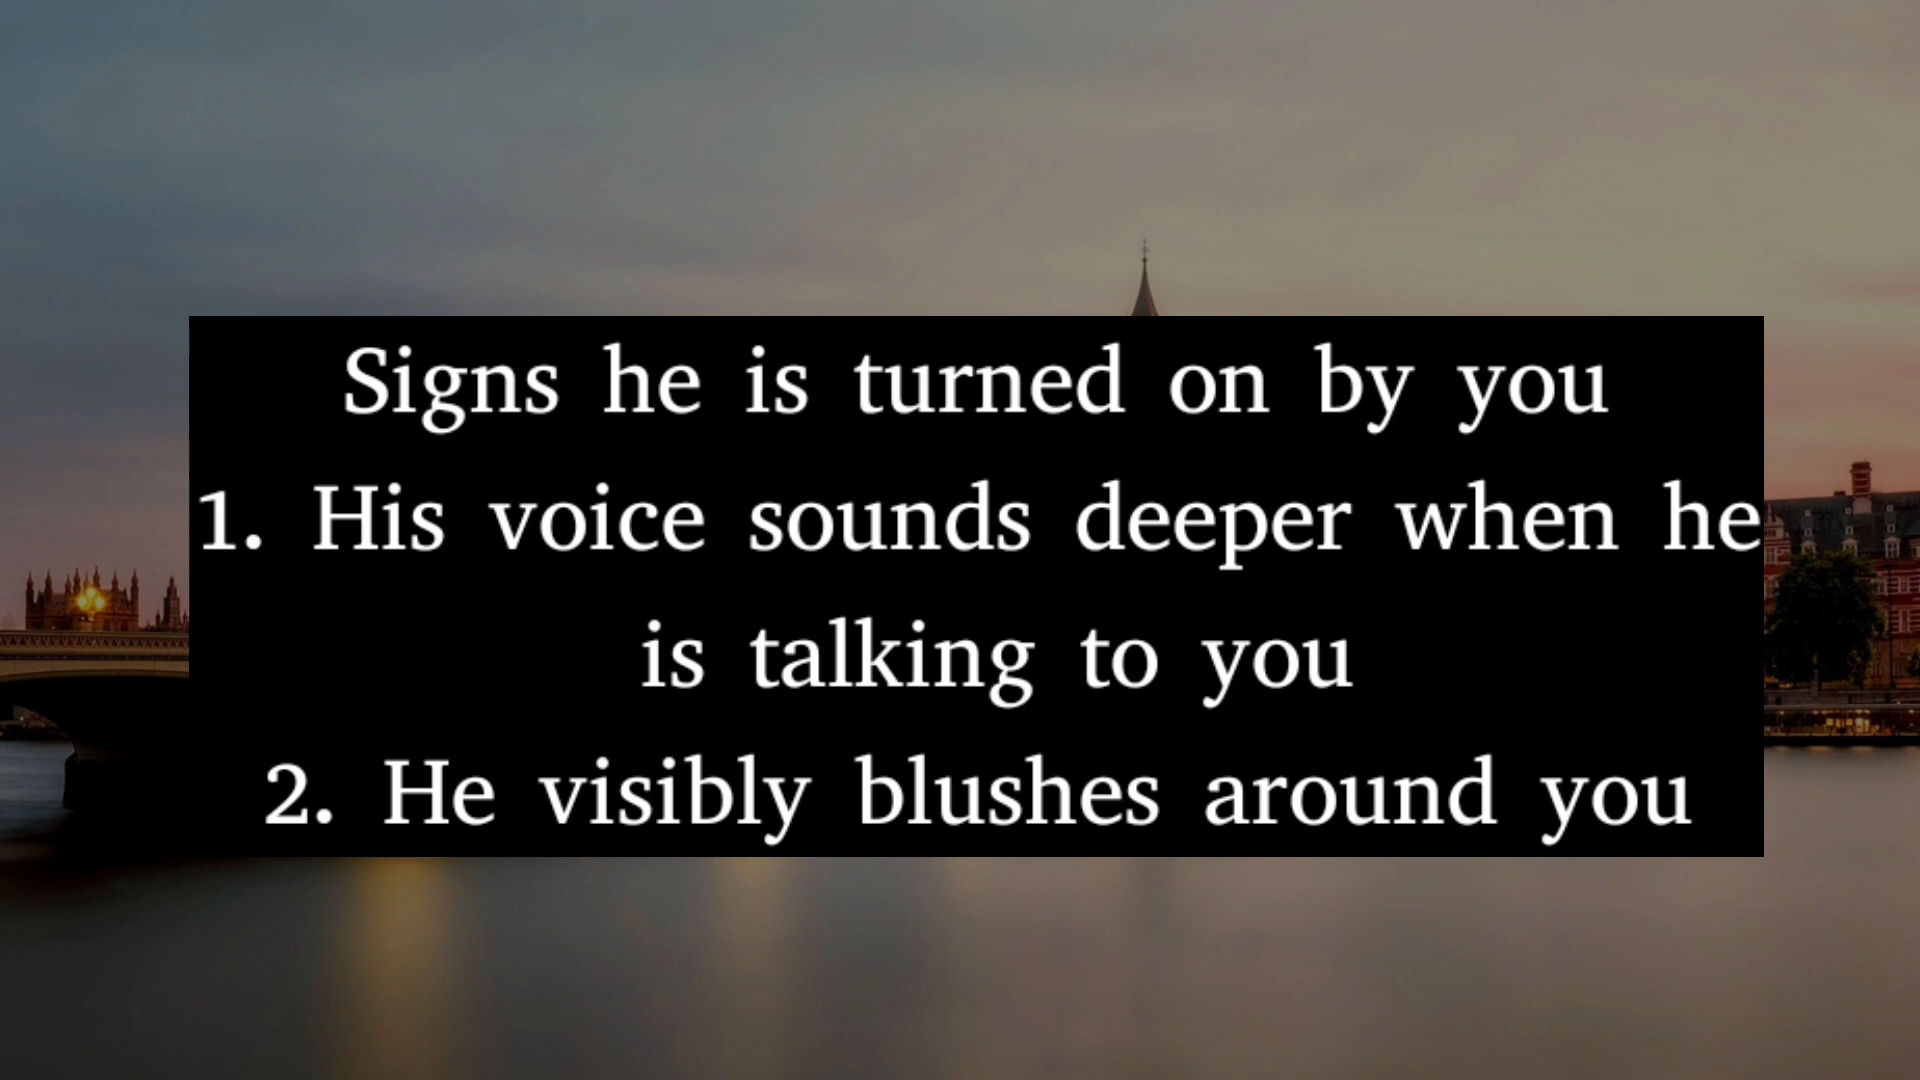 Signs he is turned on by you
1. His voice sounds deeper when he
is talking to you
2. He visibly blushes around you